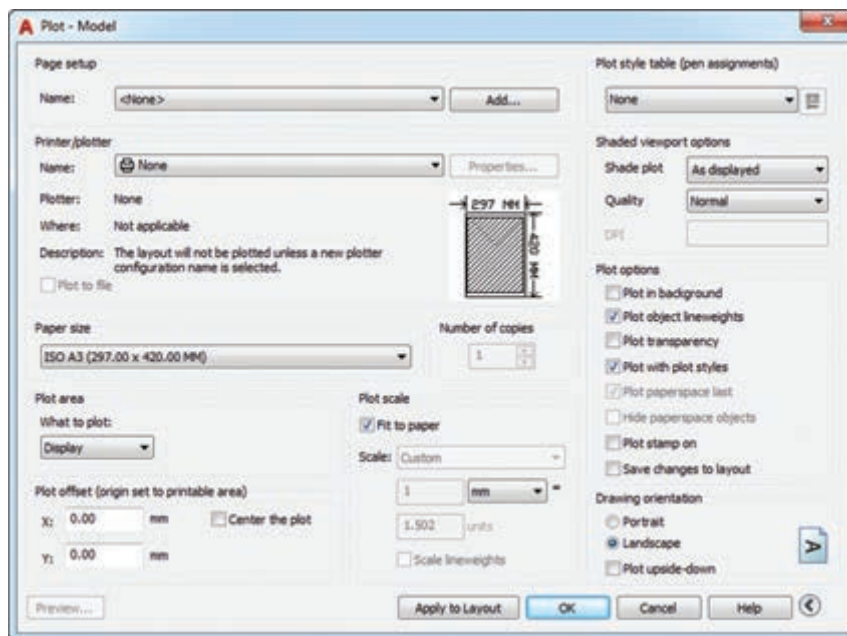 Plot - Model
Page setup
Name: <None> Add...
Printer/plotter
Name: None Properties...
Plotter: None
Where: Not applicable
Description: The layout will not be plotted unless a new plotter
configuration name is selected.
Plot to file
297 MM
420 MM
Paper size
ISO A3 (297.00 x 420.00 MM)
Number of copies
1
Plot area
What to plot:
Display
Plot offset (origin set to printable area)
X: 0.00 mm Center the plot
Y: 0.00 mm
Plot scale
Fit to paper
Scale: Custom
1 mm =
1.502 units
Scale lineweights
Plot style table (pen assignments)
None
Shaded viewport options
Shade plot As displayed
Quality Normal
DPI
Plot options
Plot in background
Plot object lineweights
Plot transparency
Plot with plot styles
Plot paperspace last
Hide paperspace objects
Plot stamp on
Save changes to layout
Drawing orientation
Portrait
Landscape
Plot upside-down
A
Preview... Apply to Layout OK Cancel Help